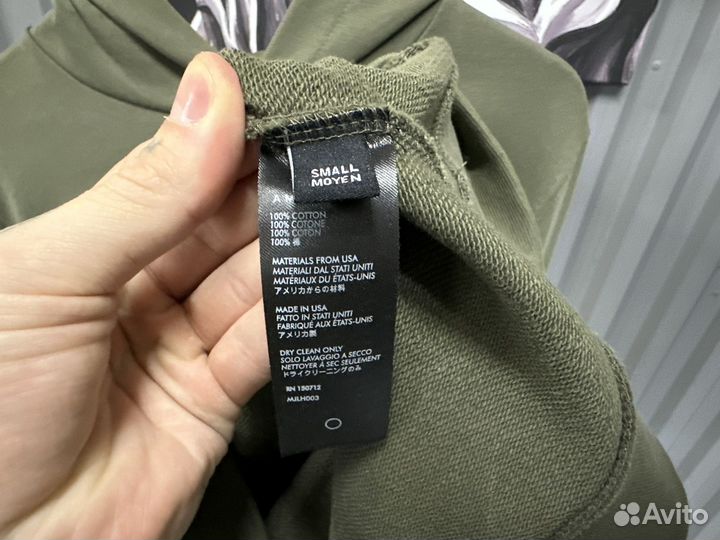 SMALL
MOYEN
100% COTTON
100% COTONE
100% COTON
100% 棉
MATERIALS FROM USA
MATERIALI DAL STATI UNITI
MATÉRIAUX DU ÉTATS-UNIS
アメリカからの材料
MADE IN USA
FATTO IN STATI UNITI
FABRIQUÉ AUX ÉTATS-UNIS
アメリカ製
DRY CLEAN ONLY
SOLO LAVAGGIO A SECCO
NETTOYER À SEC SEULEMENT
ドライクリーニングのみ
RN 150712
MJLH003
Avito